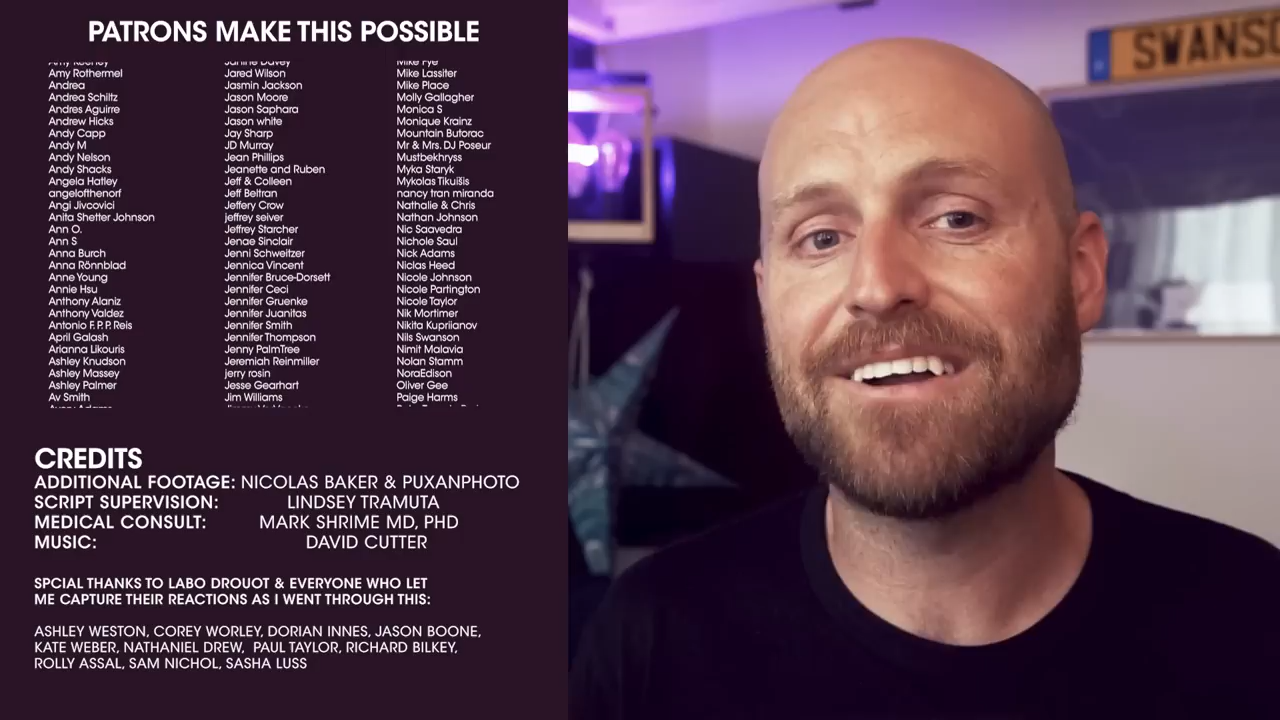 PATRONS MAKE THIS POSSIBLE
Amy Rothermel
Andrea
Andrea Schiltz
Andres Aguirre
Andrew Hicks
Andy Capp
Andy M
Andy Nelson
Andy Shacks
Angela Hatley
angelofthenorf
Angi Jivcovici
Anita Shetter Johnson
Ann O.
Ann S
Anna Burch
Anna Rönnblad
Anne Young
Annie Hsu
Anthony Alaniz
Anthony Valdez
Antonio F. P. P. Reis
April Galash
Arianna Likouris
Ashley Knudson
Ashley Massey
Ashley Palmer
Av Smith
Janine Davey
Jared Wilson
Jasmin Jackson
Jason Moore
Jason Saphara
Jason white
Jay Sharp
JD Murray
Jean Phillips
Jeanette and Ruben
Jeff & Colleen
Jeff Beltran
Jeffery Crow
jeffrey seiver
Jeffrey Starcher
Jenae Sinclair
Jenni Schweitzer
Jennica Vincent
Jennifer Bruce-Dorsett
Jennifer Ceci
Jennifer Gruenke
Jennifer Juanitas
Jennifer Smith
Jennifer Thompson
Jenny PalmTree
Jeremiah Reinmiller
jerry rosin
Jesse Gearhart
Jim Williams
Mike Fye
Mike Lassiter
Mike Place
Molly Gallagher
Monica S
Monique Krainz
Mountain Butorac
Mr & Mrs. DJ Poseur
Mustbekhryss
Myka Staryk
Mykolas Tikuišis
nancy tran miranda
Nathalie & Chris
Nathan Johnson
Nic Saavedra
Nichole Saul
Nick Adams
Niclas Heed
Nicole Johnson
Nicole Partington
Nicole Taylor
Nik Mortimer
Nikita Kupriianov
Nils Swanson
Nimit Malavia
Nolan Stamm
NoraEdison
Oliver Gee
Paige Harms
CREDITS
ADDITIONAL FOOTAGE: NICOLAS BAKER & PUXANPHOTO
SCRIPT SUPERVISION: LINDSEY TRAMUTA
MEDICAL CONSULT: MARK SHRIME MD, PHD
MUSIC: DAVID CUTTER
SPCIAL THANKS TO LABO DROUOT & EVERYONE WHO LET
ME CAPTURE THEIR REACTIONS AS I WENT THROUGH THIS:
ASHLEY WESTON, COREY WORLEY, DORIAN INNES, JASON BOONE,
KATE WEBER, NATHANIEL DREW, PAUL TAYLOR, RICHARD BILKEY,
ROLLY ASSAL, SAM NICHOL, SASHA LUSS
SWANSO